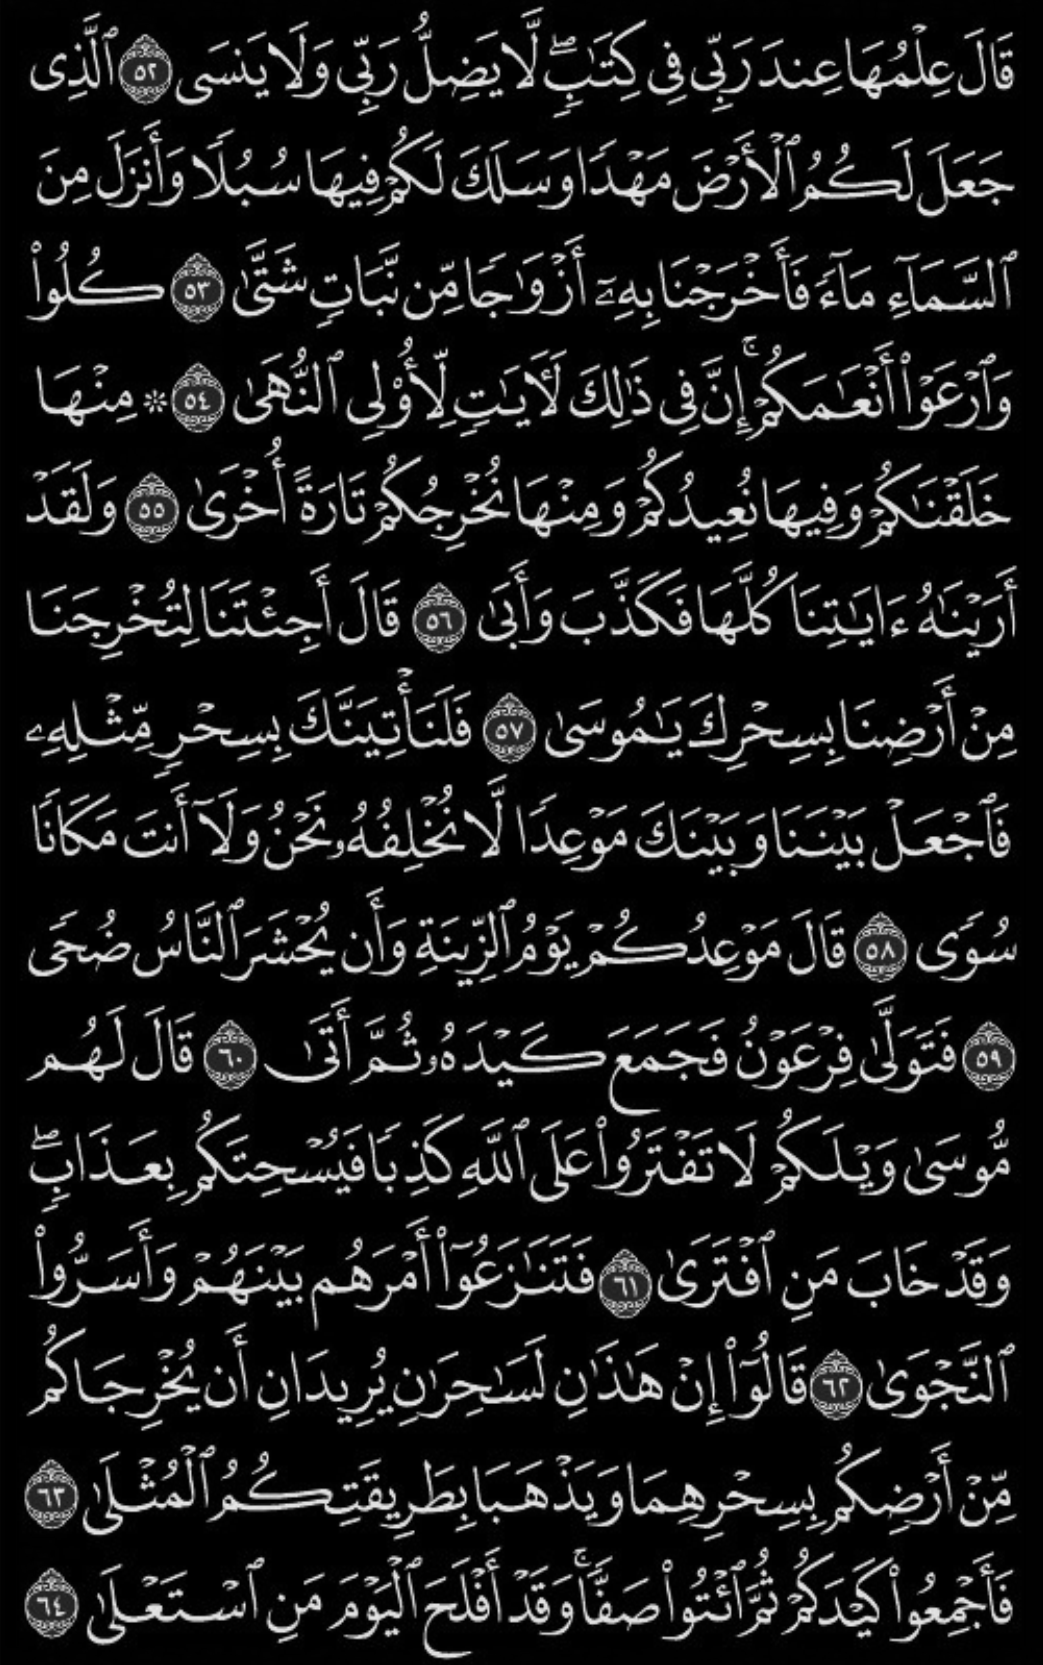 قَالَ عِلْمُهَا عِندَ رَبِّي فِي كِتَٰبٖۖ لَّا يَضِلُّ رَبِّي وَلَا يَنسَى ٥٢ ٱلَّذِي
جَعَلَ لَكُمُ ٱلْأَرْضَ مَهْدٗا وَسَلَكَ لَكُمْ فِيهَا سُبُلٗا وَأَنزَلَ مِنَ
ٱلسَّمَآءِ مَآءٗ فَأَخْرَجْنَا بِهِۦٓ أَزْوَٰجٗا مِّن نَّبَاتٖ شَتَّىٰ ٥٣ كُلُوا۟
وَٱرْعَوْا۟ أَنْعَٰمَكُمْۚ إِنَّ فِي ذَٰلِكَ لَأٓيَٰتٖ لِّأُو۟لِي ٱلنُّهَىٰ ٥٤ ۞ مِنْهَا
خَلَقْنَٰكُمْ وَفِيهَا نُعِيدُكُمْ وَمِنْهَا نُخْرِجُكُمْ تَارَةً أُخْرَىٰ ٥٥ وَلَقَدْ
أَرَيْنَٰهُ ءَايَٰتِنَا كُلَّهَا فَكَذَّبَ وَأَبَىٰ ٥٦ قَالَ أَجِئْتَنَا لِتُخْرِجَنَا
مِنْ أَرْضِنَا بِسِحْرِكَ يَٰمُوسَىٰ ٥٧ فَلَنَأْتِيَنَّكَ بِسِحْرٖ مِّثْلِهِۦ
فَٱجْعَلْ بَيْنَنَا وَبَيْنَكَ مَوْعِدٗا لَّا نُخْلِفُهُۥ نَحْنُ وَلَآ أَنتَ مَكَانٗا
سُوٗى ٥٨ قَالَ مَوْعِدُكُمْ يَوْمُ ٱلزِّينَةِ وَأَن يُحْشَرَ ٱلنَّاسُ ضُحٗى
٥٩ فَتَوَلَّىٰ فِرْعَوْنُ فَجَمَعَ كَيْدَهُۥ ثُمَّ أَتَىٰ ٦٠ قَالَ لَهُم
مُّوسَىٰ وَيْلَكُمْ لَا تَفْتَرُوا۟ عَلَى ٱللَّهِ كَذِبٗا فَيُسْحِتَكُم بِعَذَابٖۖ
وَقَدْ خَابَ مَنِ ٱفْتَرَىٰ ٦١ فَتَنَٰزَعُوٓا۟ أَمْرَهُم بَيْنَهُمْ وَأَسَرُّوا۟
ٱلنَّجْوَىٰ ٦٢ قَالُوٓا۟ إِنْ هَٰذَٰنِ لَسَٰحِرَٰنِ يُرِيدَانِ أَن يُخْرِجَاكُم
مِّنْ أَرْضِكُم بِسِحْرِهِمَا وَيَذْهَبَا بِطَرِيقَتِكُمُ ٱلْمُثْلَىٰ ٦٣
فَأَجْمِعُوا۟ كَيْدَكُمْ ثُمَّ ٱئْتُوا۟ صَفّٗاۚ وَقَدْ أَفْلَحَ ٱلْيَوْمَ مَنِ ٱسْتَعْلَىٰ ٦٤